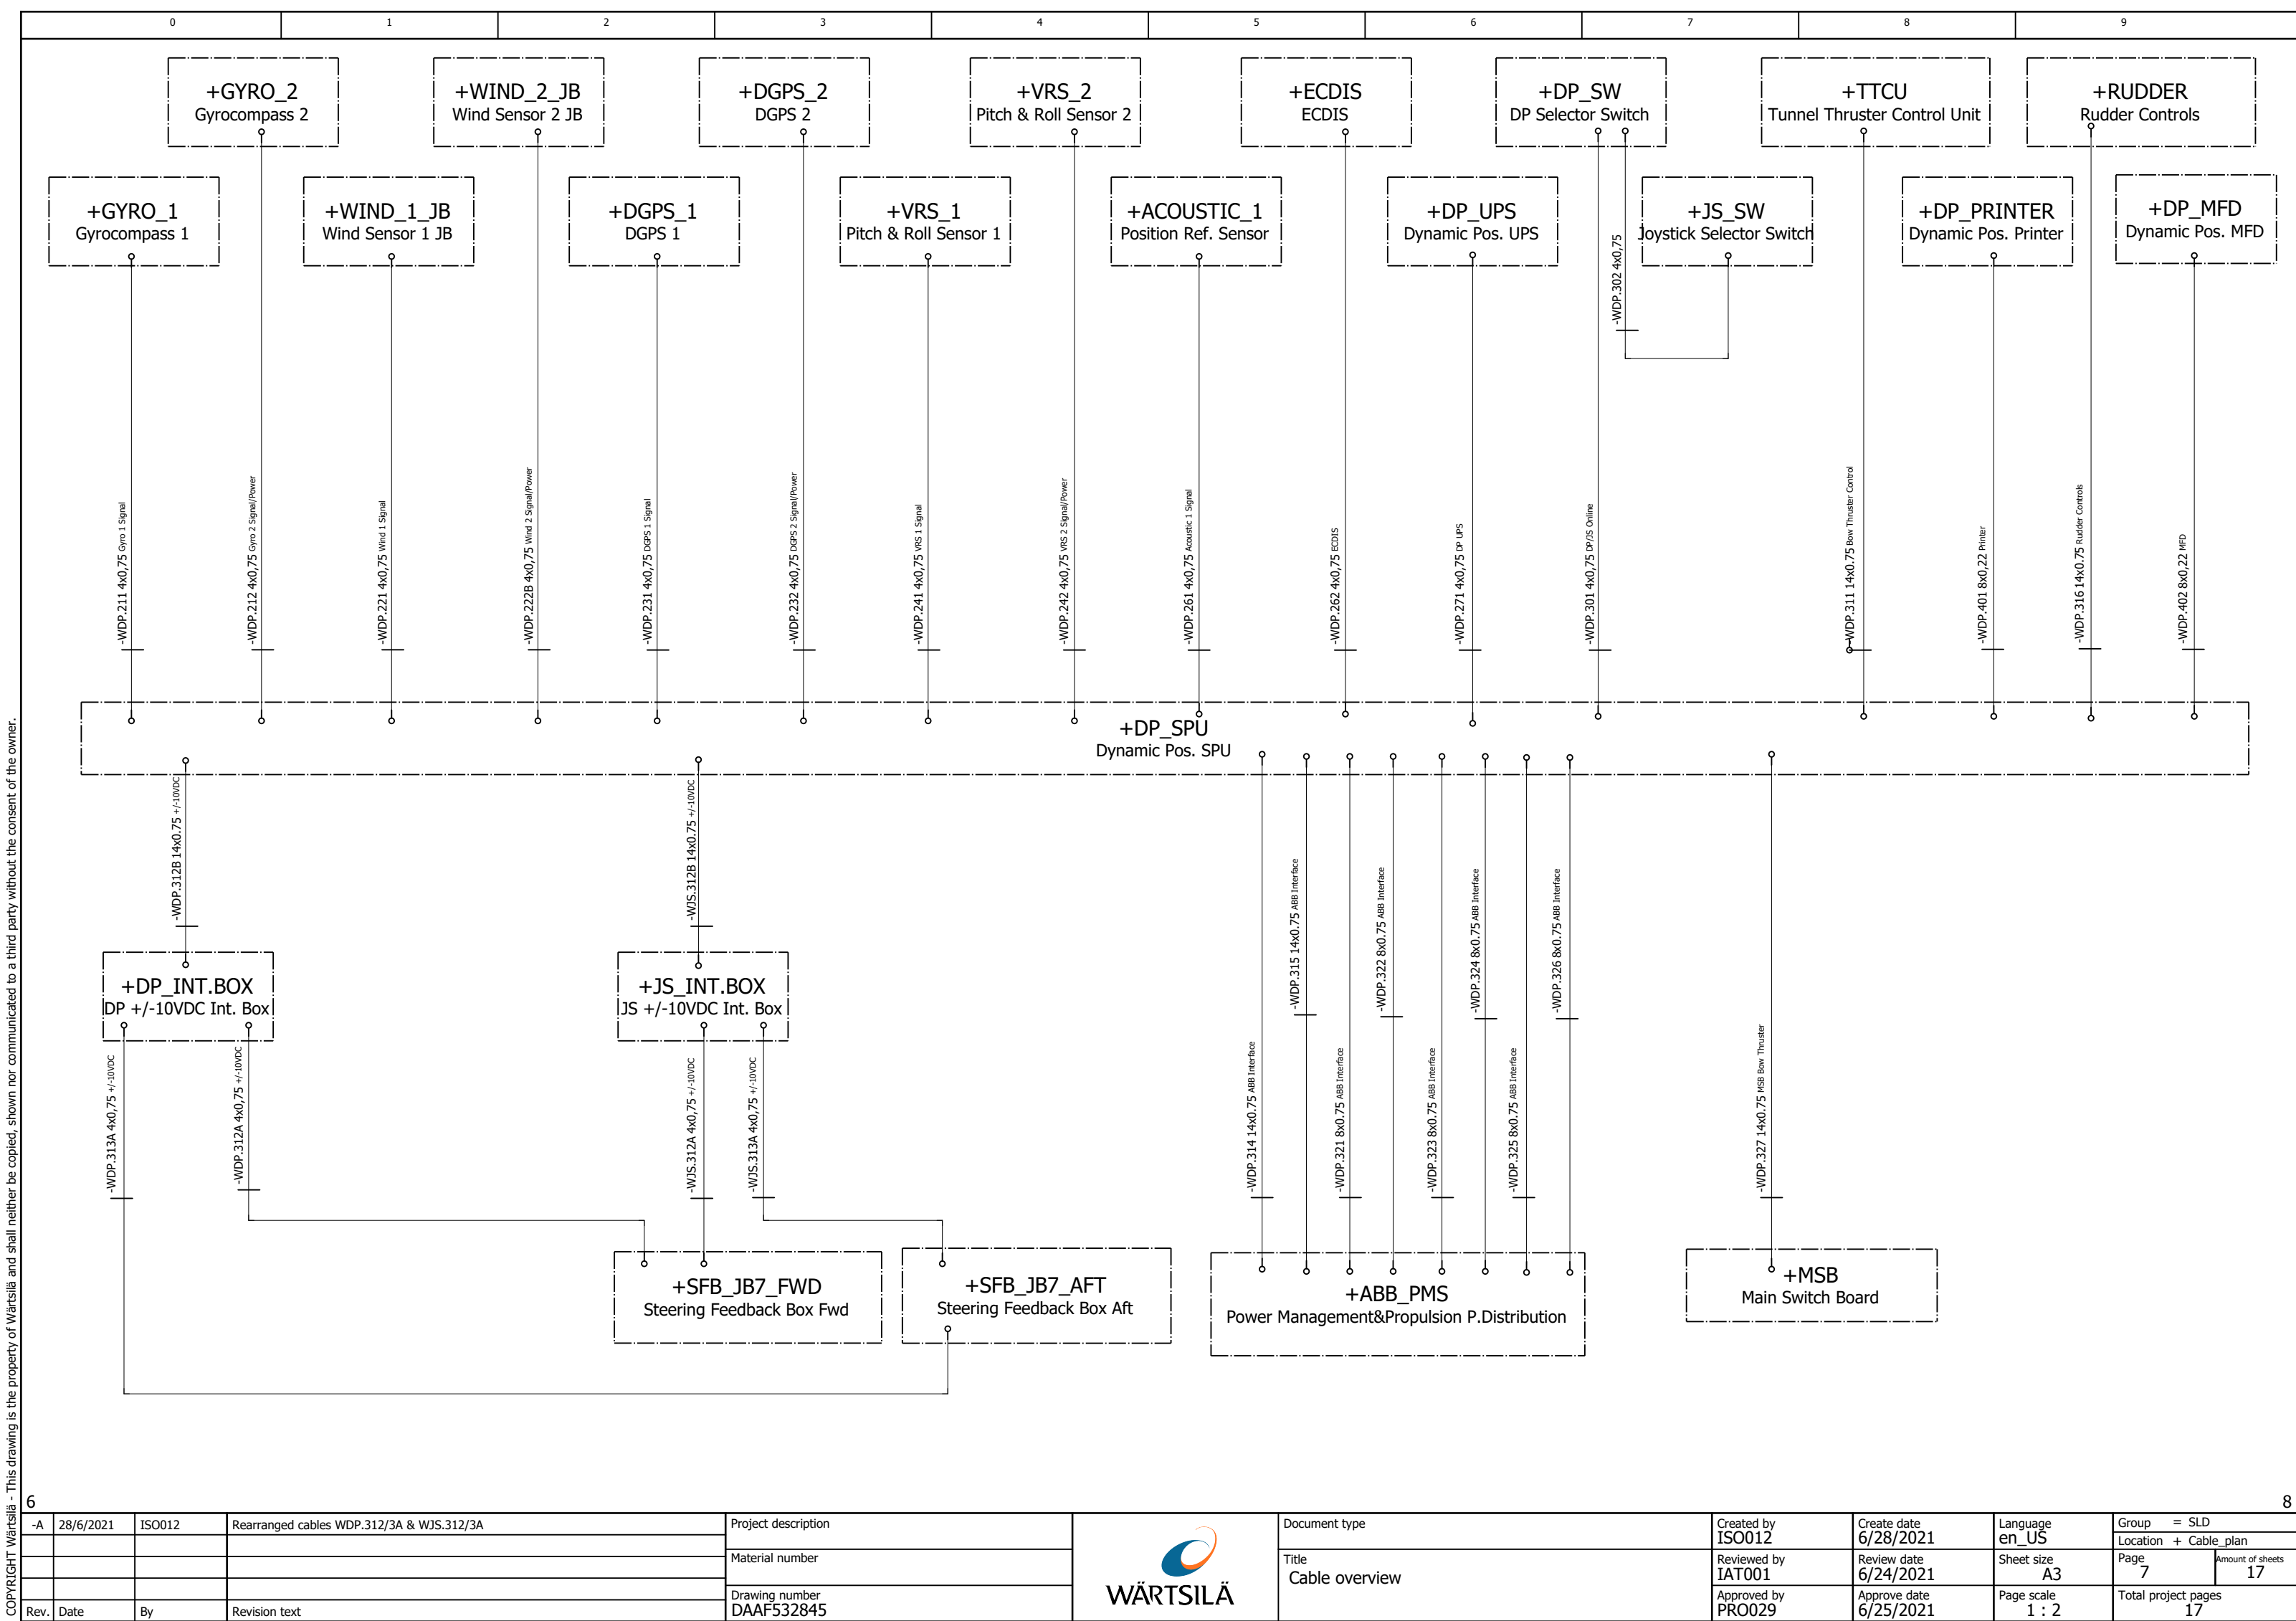 0 1 2 3 4 5 6 7 8 9
+GYRO_2
Gyrocompass 2
+WIND_2_JB
Wind Sensor 2 JB
+DGPS_2
DGPS 2
+VRS_2
Pitch & Roll Sensor 2
+ECDIS
ECDIS
+DP_SW
DP Selector Switch
+TTCU
Tunnel Thruster Control Unit
+RUDDER
Rudder Controls
+GYRO_1
Gyrocompass 1
+WIND_1_JB
Wind Sensor 1 JB
+DGPS_1
DGPS 1
+VRS_1
Pitch & Roll Sensor 1
+ACOUSTIC_1
Position Ref. Sensor
+DP_UPS
Dynamic Pos. UPS
+JS_SW
Joystick Selector Switch
+DP_PRINTER
Dynamic Pos. Printer
+DP_MFD
Dynamic Pos. MFD
-WDP.302 4x0,75
-WDP.211 4x0,75 Gyro 1 Signal
-WDP.212 4x0,75 Gyro 2 Signal/Power
-WDP.221 4x0,75 Wind 1 Signal
-WDP.222B 4x0,75 Wind 2 Signal/Power
-WDP.231 4x0,75 DGPS 1 Signal
-WDP.232 4x0,75 DGPS 2 Signal/Power
-WDP.241 4x0,75 VRS 1 Signal
-WDP.242 4x0,75 VRS 2 Signal/Power
-WDP.261 4x0,75 Acoustic 1 Signal
-WDP.262 4x0,75 ECDIS
-WDP.271 4x0,75 DP UPS
-WDP.301 4x0,75 DP/JS Online
-WDP.311 14x0.75 Bow Thruster Control
-WDP.401 8x0,22 Printer
-WDP.316 14x0.75 Rudder Controls
-WDP.402 8x0,22 MFD
+DP_SPU
Dynamic Pos. SPU
-WDP.312B 14x0.75 +/-10VDC
-WJS.312B 14x0.75 +/-10VDC
+DP_INT.BOX
DP +/-10VDC Int. Box
+JS_INT.BOX
JS +/-10VDC Int. Box
-WDP.313A 4x0,75 +/-10VDC
-WDP.312A 4x0,75 +/-10VDC
-WJS.312A 4x0,75 +/-10VDC
-WJS.313A 4x0,75 +/-10VDC
-WDP.314 14x0.75 ABB Interface
-WDP.315 14x0.75 ABB Interface
-WDP.321 8x0.75 ABB Interface
-WDP.322 8x0.75 ABB Interface
-WDP.323 8x0.75 ABB Interface
-WDP.324 8x0.75 ABB Interface
-WDP.325 8x0.75 ABB Interface
-WDP.326 8x0.75 ABB Interface
-WDP.327 14x0.75 MSB Bow Thruster
+SFB_JB7_FWD
Steering Feedback Box Fwd
+SFB_JB7_AFT
Steering Feedback Box Aft
+ABB_PMS
Power Management&Propulsion P.Distribution
+MSB
Main Switch Board
COPYRIGHT Wärtsilä - This drawing is the property of Wärtsilä and shall neither be copied, shown nor communicated to a third party without the consent of the owner.
6
8
-A 28/6/2021 ISO012 Rearranged cables WDP.312/3A & WJS.312/3A
Rev. Date By Revision text
Project description
Material number
Drawing number
DAAF532845
WÄRTSILÄ
Document type
Title
Cable overview
Created by
ISO012
Create date
6/28/2021
Language
en_US
Group = SLD
Location + Cable_plan
Reviewed by
IAT001
Review date
6/24/2021
Sheet size
A3
Page
7
Amount of sheets
17
Approved by
PRO029
Approve date
6/25/2021
Page scale
1 : 2
Total project pages
17